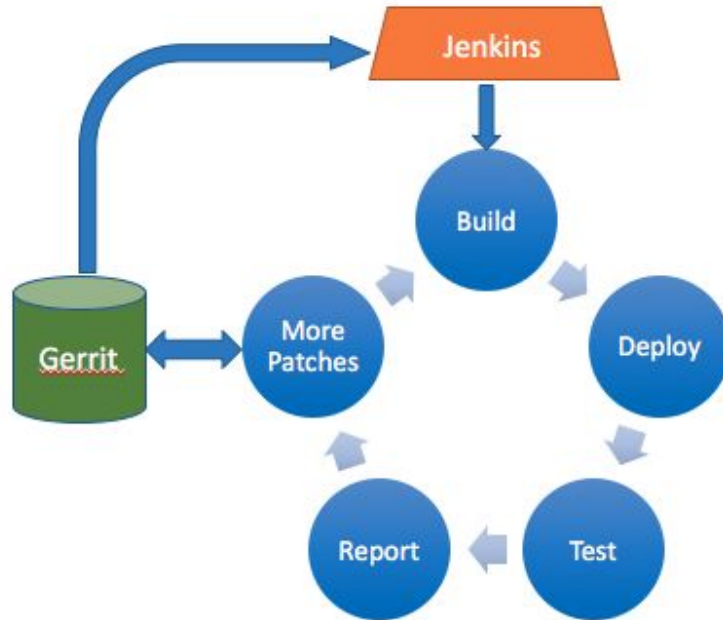 Jenkins
Build
Gerrit
More
Patches
Deploy
Report
Test